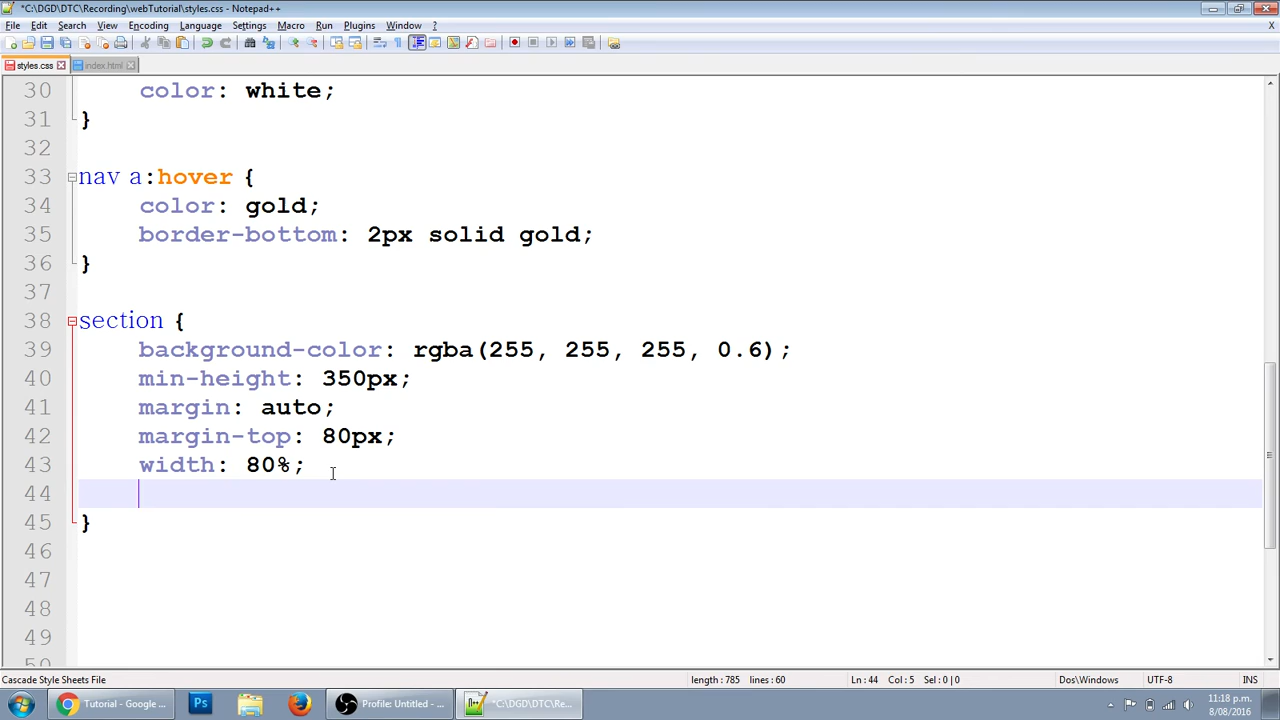 *C:\DGD\DTC\Recording\webTutorial\styles.css - Notepad++
File Edit Search View Encoding Language Settings Macro Run Plugins Window ? X
styles.css index.html
30 color: white;
31 }
32
33 nav a:hover {
34 color: gold;
35 border-bottom: 2px solid gold;
36 }
37
38 section {
39 background-color: rgba(255, 255, 255, 0.6);
40 min-height: 350px;
41 margin: auto;
42 margin-top: 80px;
43 width: 80%;
44
45 }
46
47
48
49
50
Cascade Style Sheets File length : 785 lines : 60 Ln : 44 Col : 5 Sel : 0 | 0 Dos\Windows UTF-8 INS
Tutorial - Google ... Ps Profile: Untitled - ... *C:\DGD\DTC\Re... 11:18 p.m.
8/08/2016